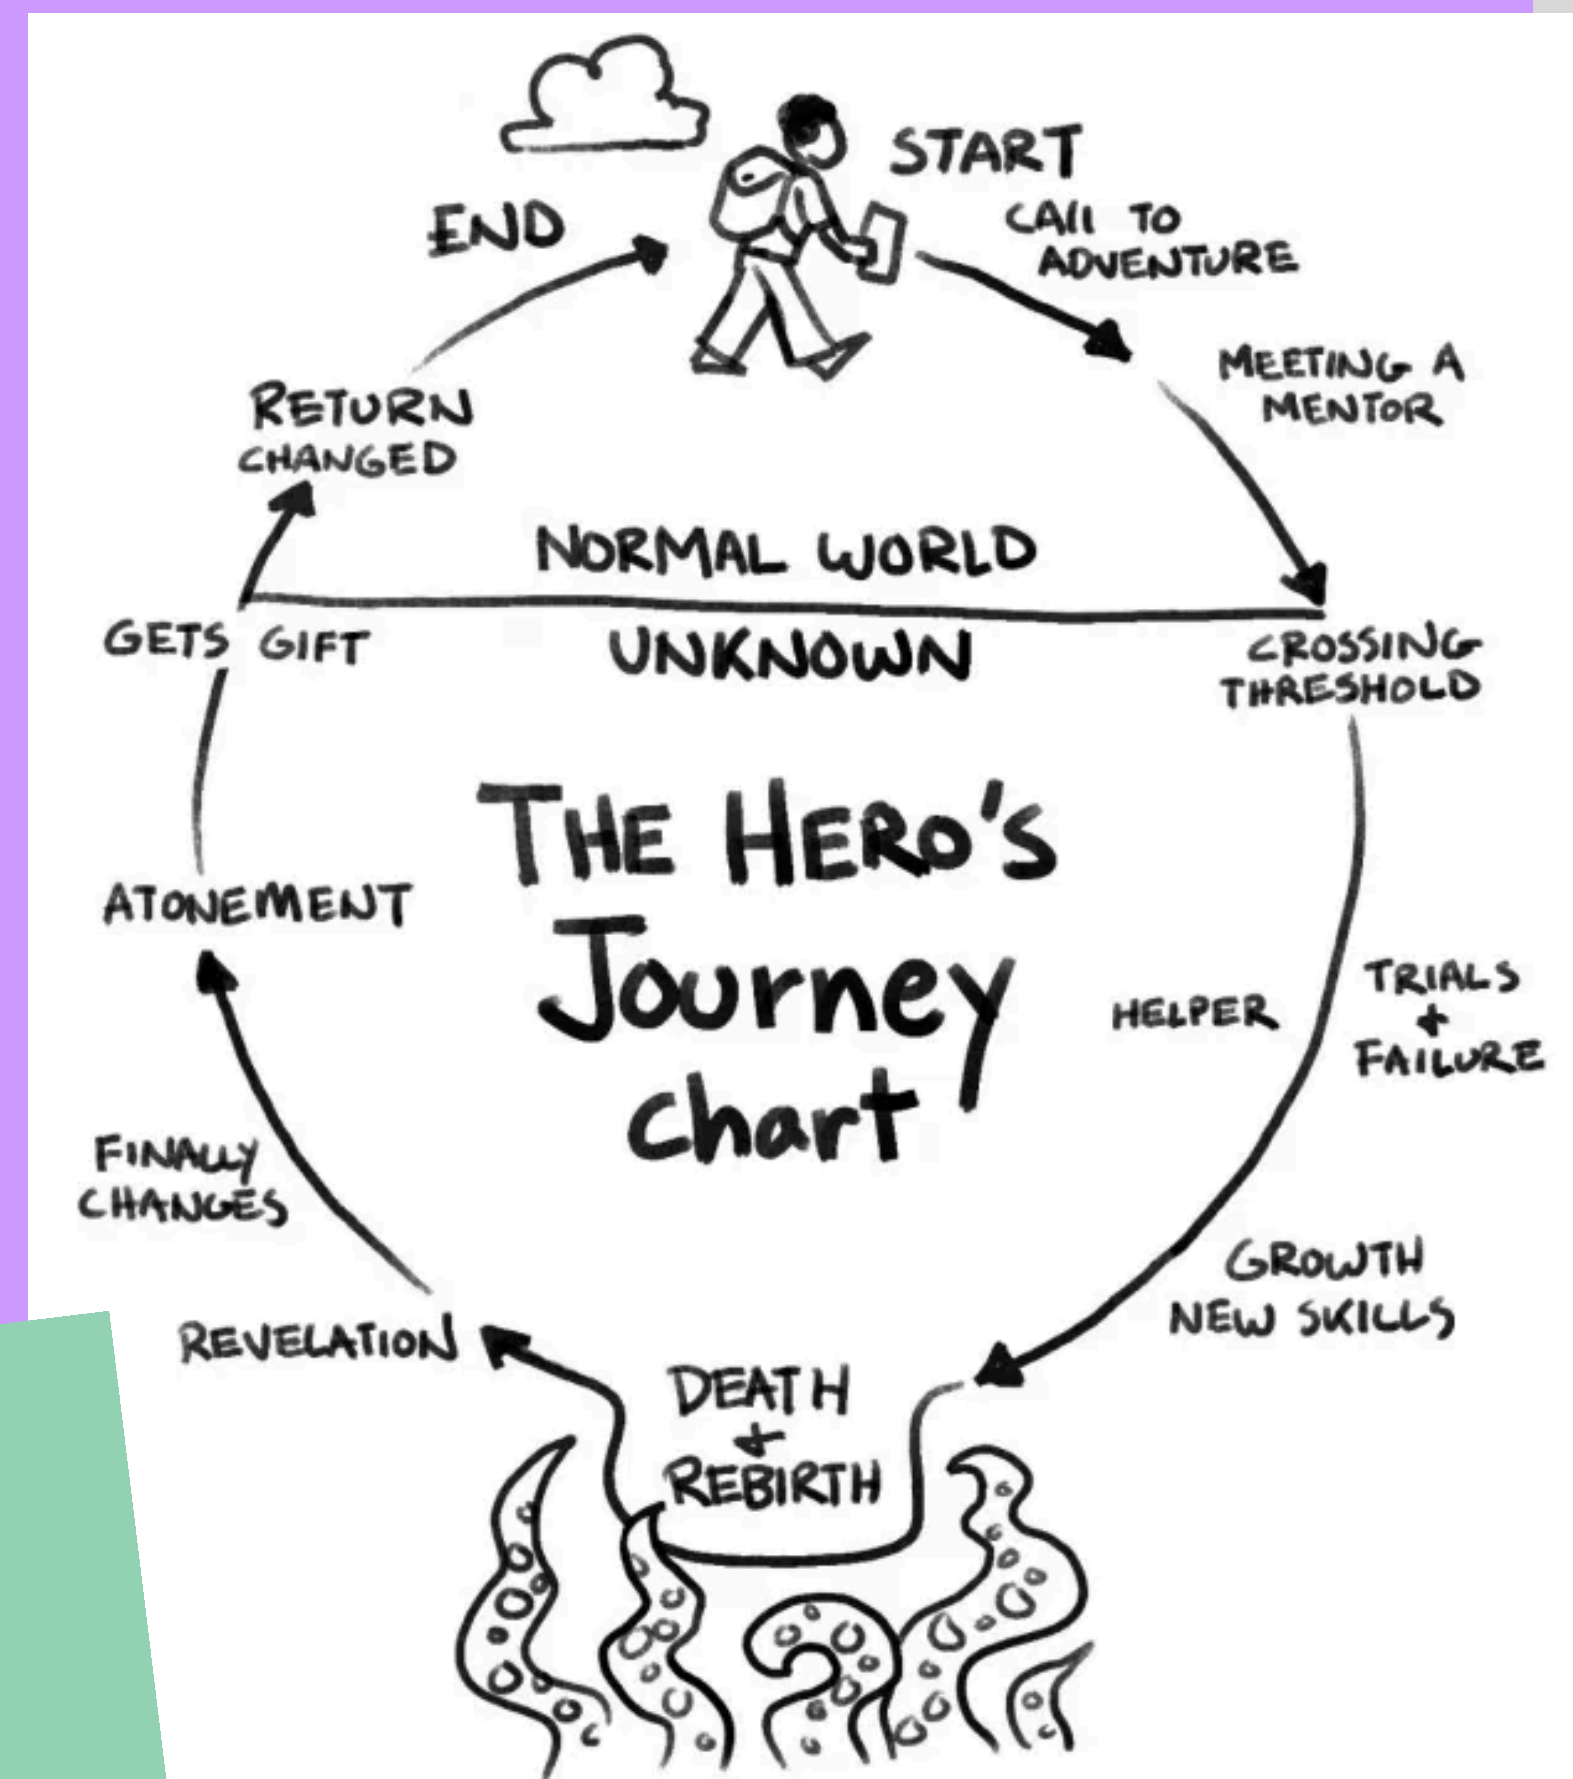 START
CAll TO
ADVENTURE
END
MEETING A
MENTOR
RETURN
CHANGED
NORMAL WORLD
UNKNOWN
GETS GIFT
CROSSING
THRESHOLD
THE HERO'S
Journey
chart
ATONEMENT
HELPER
TRIALS
+
FAILURE
FINALLY
CHANGES
GROWTH
NEW SKILLS
REVELATION
DEATH
+
REBIRTH